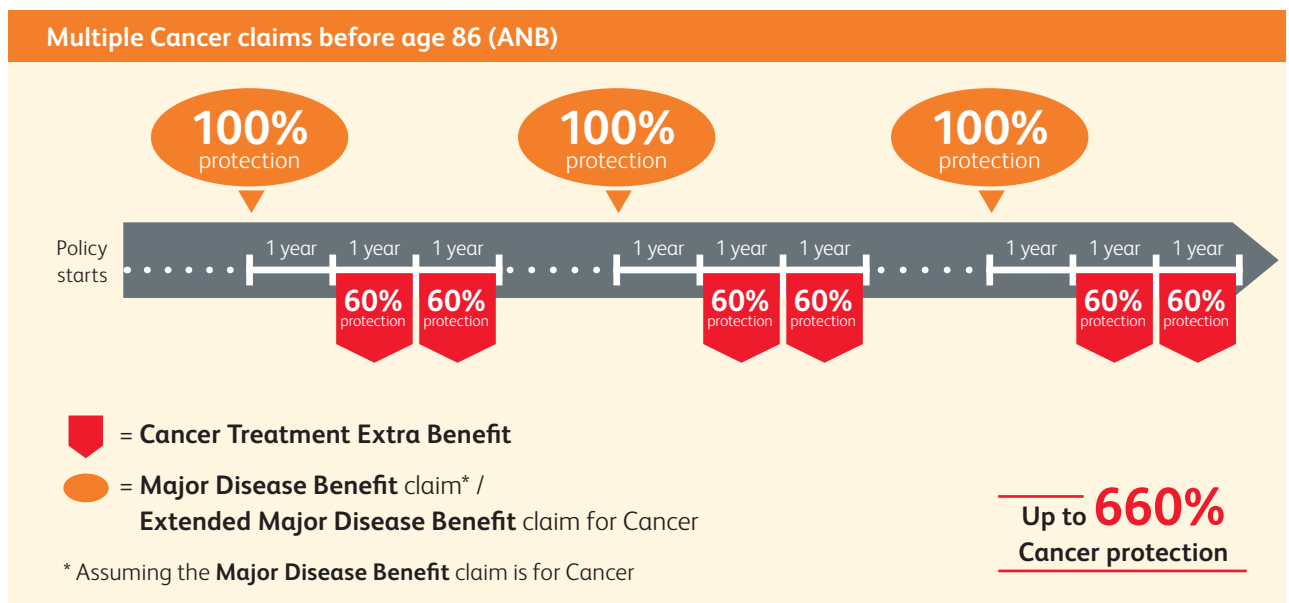 Multiple Cancer claims before age 86 (ANB)
100%
protection
100%
protection
100%
protection
Policy
starts
1 year 1 year 1 year 1 year 1 year 1 year 1 year 1 year 1 year
60% 60% 60% 60% 60% 60%
protection protection protection protection protection protection
= Cancer Treatment Extra Benefit
= Major Disease Benefit claim* /
Extended Major Disease Benefit claim for Cancer
* Assuming the Major Disease Benefit claim is for Cancer
Up to 660%
Cancer protection